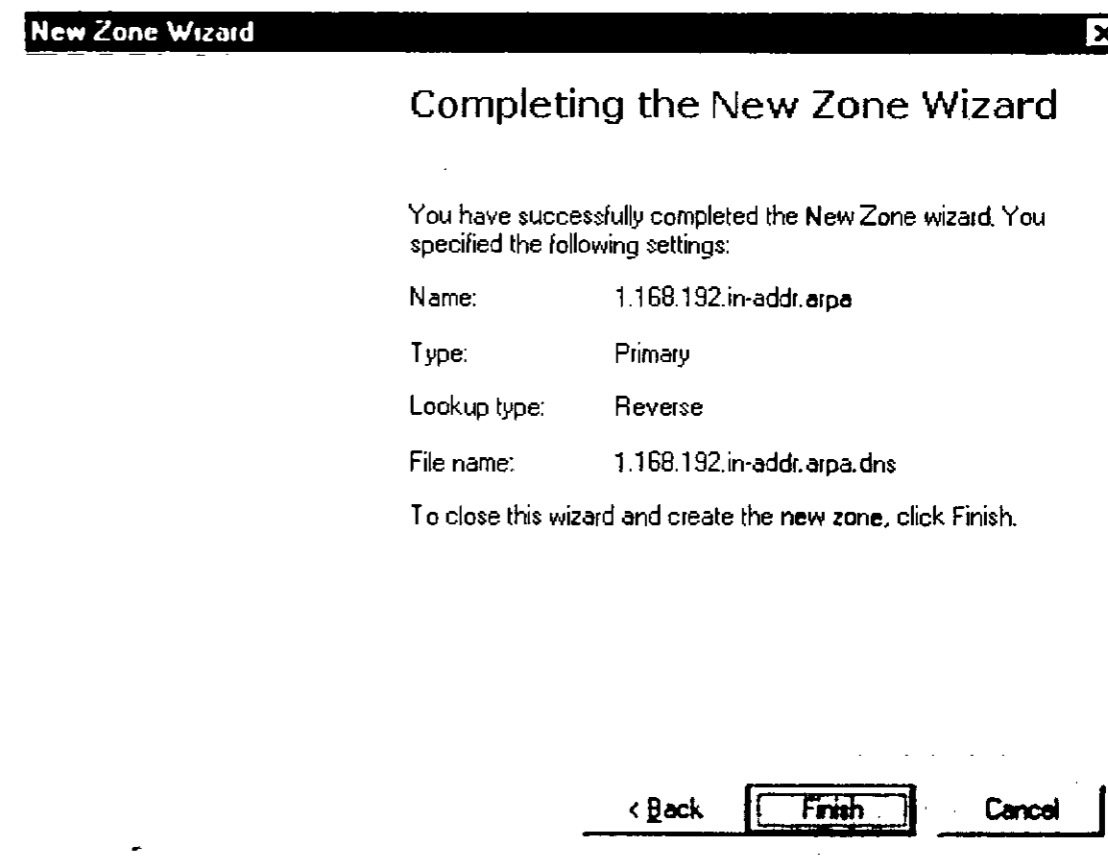 New Zone Wizard
Completing the New Zone Wizard
You have successfully completed the New Zone wizard. You
specified the following settings:
Name: 1.168.192.in-addr.arpa
Type: Primary
Lookup type: Reverse
File name: 1.168.192.in-addr.arpa.dns
To close this wizard and create the new zone, click Finish.
< Back Finish Cancel